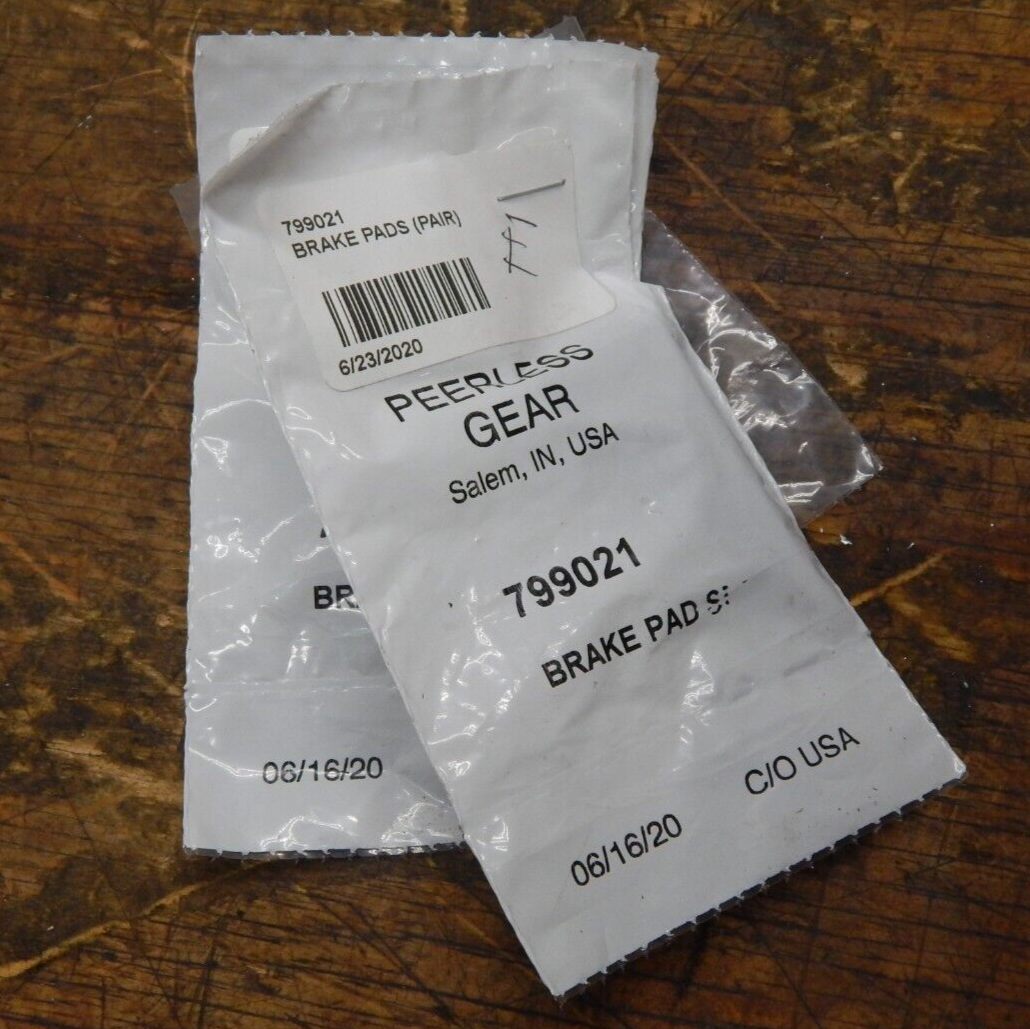 799021
BRAKE PADS (PAIR)
6/23/2020
PEERLESS
GEAR
Salem, IN, USA
799021
BRAKE PAD
C/O USA
06/16/20
BR
06/16/20